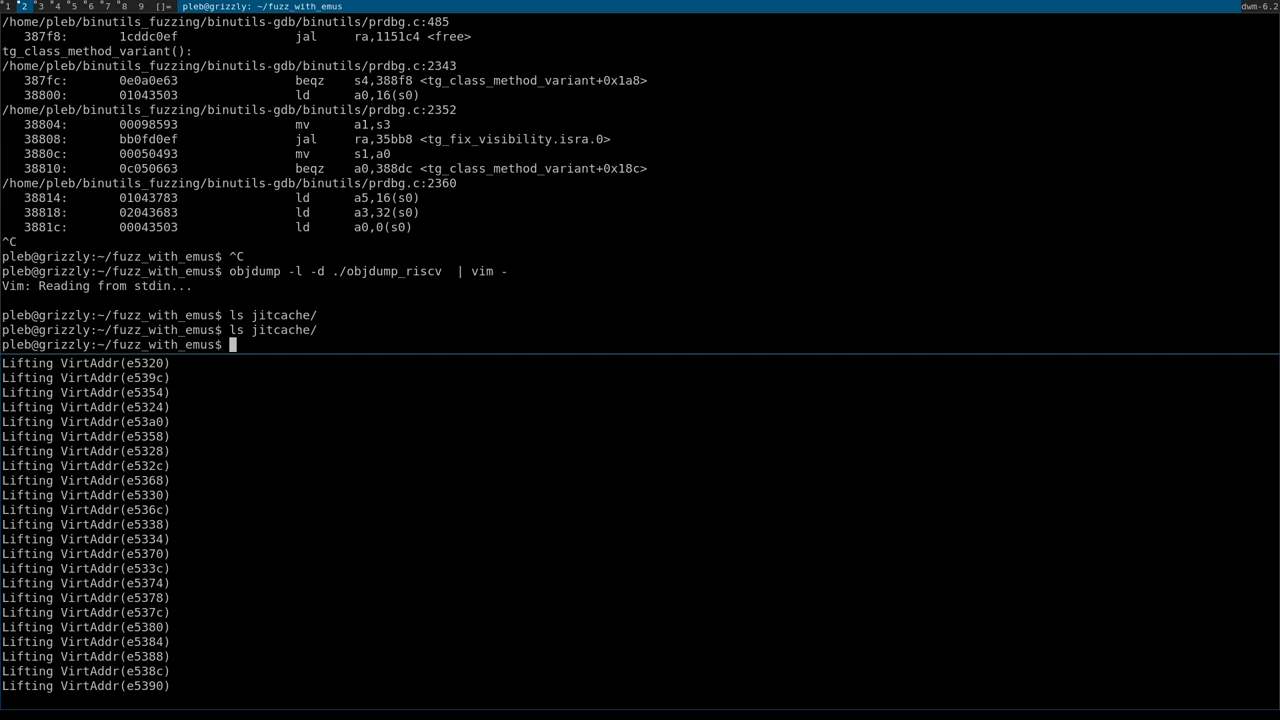 1 2 3 4 5 6 7 8 9 []= pleb@grizzly: ~/fuzz_with_emus dwm-6.2
/home/pleb/binutils_fuzzing/binutils-gdb/binutils/prdbg.c:485
387f8: 1cddc0ef jal ra,1151c4 <free>
tg_class_method_variant():
/home/pleb/binutils_fuzzing/binutils-gdb/binutils/prdbg.c:2343
387fc: 0e0a0e63 beqz s4,388f8 <tg_class_method_variant+0x1a8>
38800: 01043503 ld a0,16(s0)
/home/pleb/binutils_fuzzing/binutils-gdb/binutils/prdbg.c:2352
38804: 00098593 mv a1,s3
38808: bb0fd0ef jal ra,35bb8 <tg_fix_visibility.isra.0>
3880c: 00050493 mv s1,a0
38810: 0c050663 beqz a0,388dc <tg_class_method_variant+0x18c>
/home/pleb/binutils_fuzzing/binutils-gdb/binutils/prdbg.c:2360
38814: 01043783 ld a5,16(s0)
38818: 02043683 ld a3,32(s0)
3881c: 00043503 ld a0,0(s0)
^C
pleb@grizzly:~/fuzz_with_emus$ ^C
pleb@grizzly:~/fuzz_with_emus$ objdump -l -d ./objdump_riscv | vim -
Vim: Reading from stdin...
pleb@grizzly:~/fuzz_with_emus$ ls jitcache/
pleb@grizzly:~/fuzz_with_emus$ ls jitcache/
pleb@grizzly:~/fuzz_with_emus$
Lifting VirtAddr(e5320)
Lifting VirtAddr(e539c)
Lifting VirtAddr(e5354)
Lifting VirtAddr(e5324)
Lifting VirtAddr(e53a0)
Lifting VirtAddr(e5358)
Lifting VirtAddr(e5328)
Lifting VirtAddr(e532c)
Lifting VirtAddr(e5368)
Lifting VirtAddr(e5330)
Lifting VirtAddr(e536c)
Lifting VirtAddr(e5338)
Lifting VirtAddr(e5334)
Lifting VirtAddr(e5370)
Lifting VirtAddr(e533c)
Lifting VirtAddr(e5374)
Lifting VirtAddr(e5378)
Lifting VirtAddr(e537c)
Lifting VirtAddr(e5380)
Lifting VirtAddr(e5384)
Lifting VirtAddr(e5388)
Lifting VirtAddr(e538c)
Lifting VirtAddr(e5390)